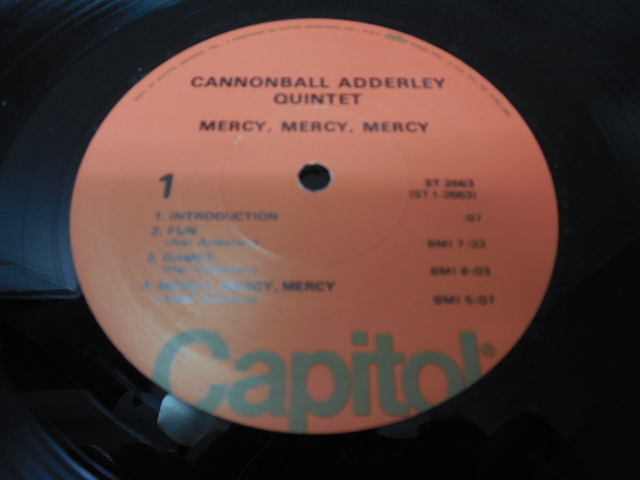 CANNONBALL ADDERLEY
QUINTET
MERCY, MERCY, MERCY
1
ST-2663
(ST 1-2663)
1. INTRODUCTION :07
2. FUN
BMI 7:33
3. GAMES
BMI 6:03
4. MERCY, MERCY, MERCY
BMI 5:07
Capitol®